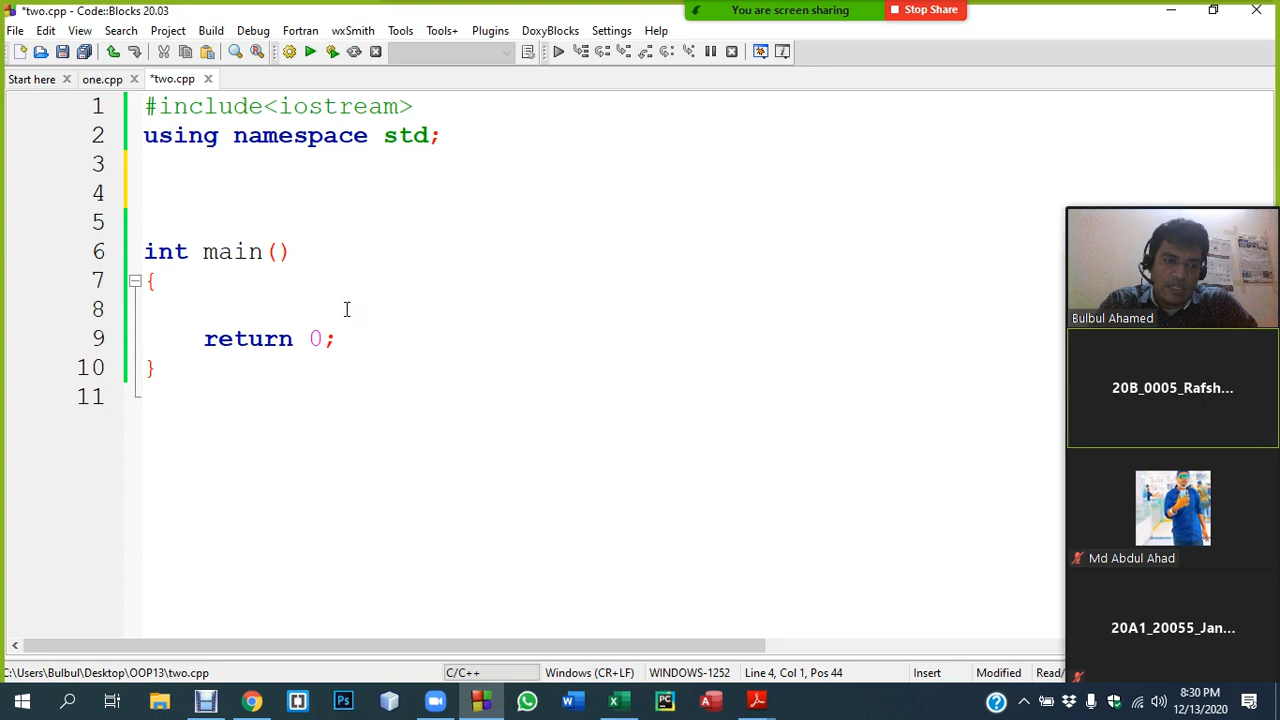 *two.cpp - Code::Blocks 20.03
You are screen sharing
Stop Share
File Edit View Search Project Build Debug Fortran wxSmith Tools Tools+ Plugins DoxyBlocks Settings Help
Start here one.cpp *two.cpp
1 #include<iostream>
2 using namespace std;
3
4
5
6 int main()
7 {
8
9 return 0;
10 }
11
Bulbul Ahamed
20B_0005_Rafsh...
Md Abdul Ahad
20A1_20055_Jan...
C:\Users\Bulbul\Desktop\OOP13\two.cpp C/C++ Windows (CR+LF) WINDOWS-1252 Line 4, Col 1, Pos 44 Insert Modified Read/
8:30 PM
12/13/2020